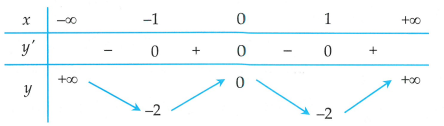 x −∞ −1 0 1 +∞
y′ − 0 + 0 − 0 +
y +∞ −2 0 −2 +∞